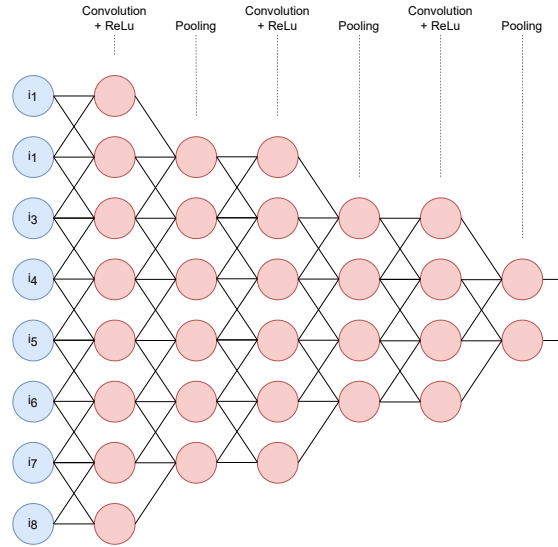 Convolution
+ ReLu
Pooling
Convolution
+ ReLu
Pooling
Convolution
+ ReLu
Pooling
i1
i1
i3
i4
i5
i6
i7
i8